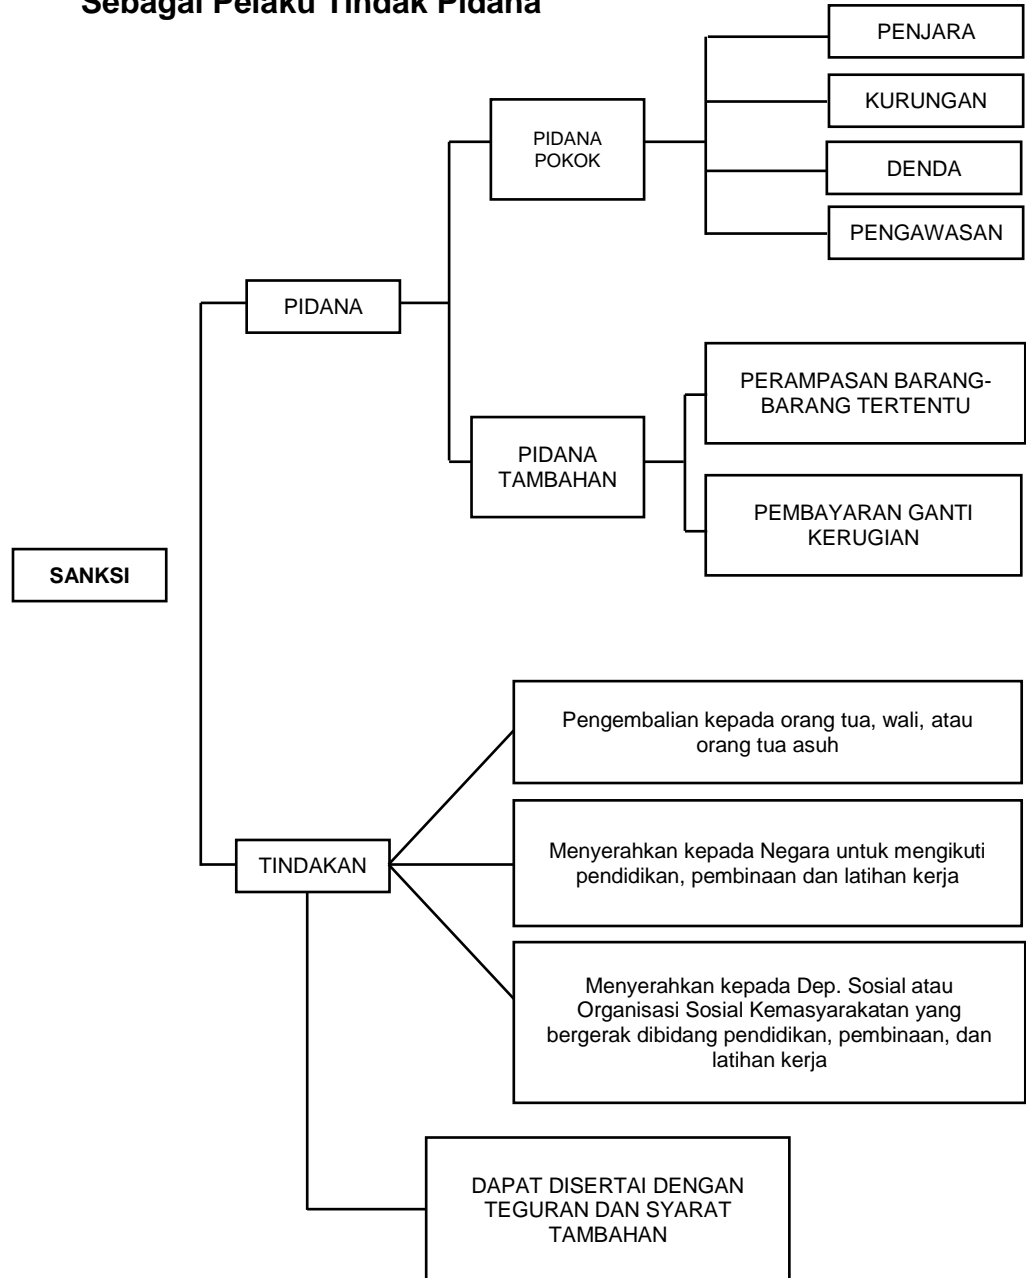 Sebagai Pelaku Tindak Pidana
PENJARA
KURUNGAN
PIDANA
POKOK
DENDA
PENGAWASAN
PIDANA
PERAMPASAN BARANG-
BARANG TERTENTU
PIDANA
TAMBAHAN
PEMBAYARAN GANTI
KERUGIAN
SANKSI
Pengembalian kepada orang tua, wali, atau
orang tua asuh
TINDAKAN
Menyerahkan kepada Negara untuk mengikuti
pendidikan, pembinaan dan latihan kerja
Menyerahkan kepada Dep. Sosial atau
Organisasi Sosial Kemasyarakatan yang
bergerak dibidang pendidikan, pembinaan, dan
latihan kerja
DAPAT DISERTAI DENGAN
TEGURAN DAN SYARAT
TAMBAHAN